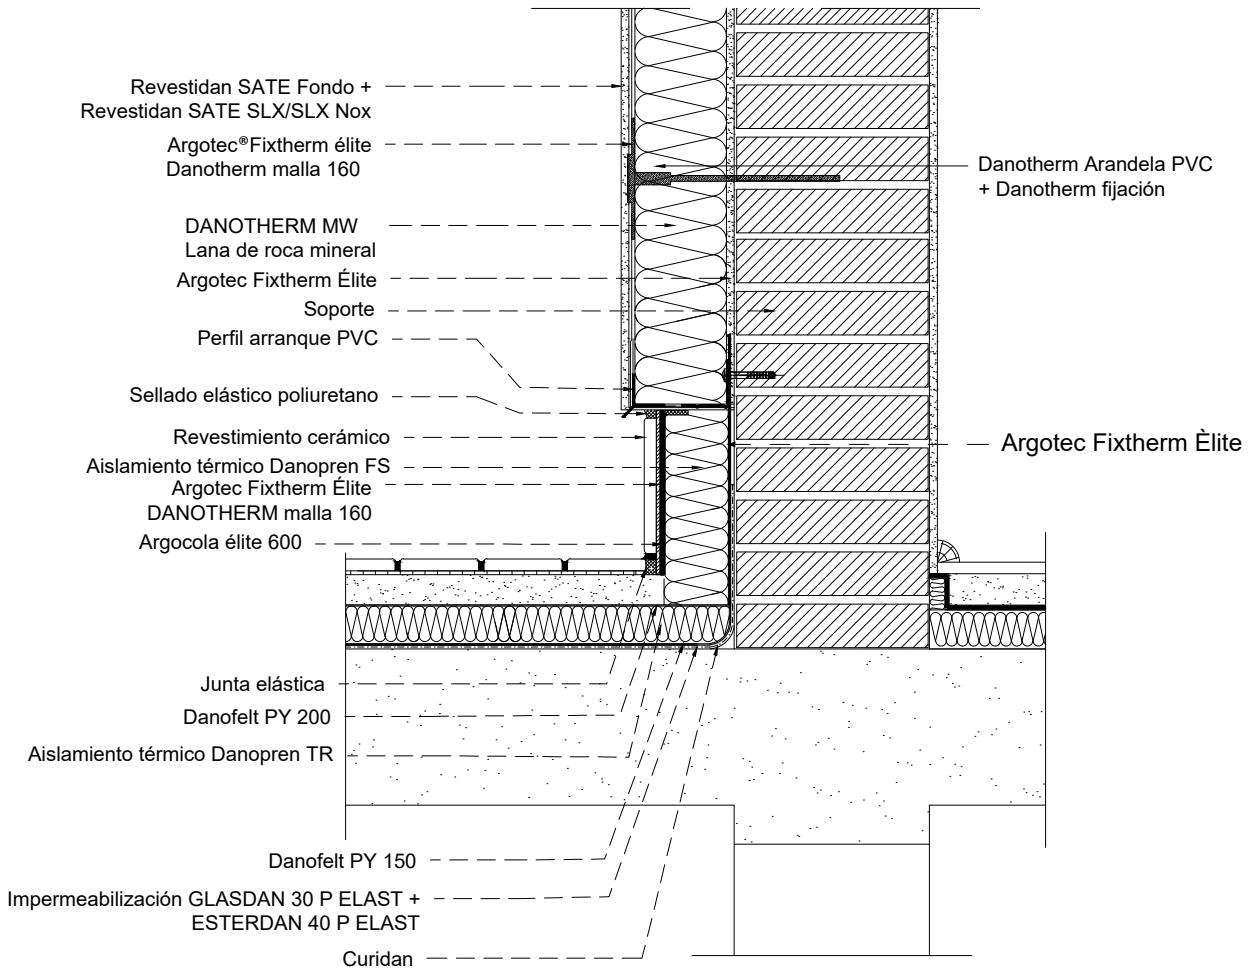 Revestidan SATE Fondo +
Revestidan SATE SLX/SLX Nox
Argotec®Fixtherm élite
Danotherm malla 160
Danotherm Arandela PVC
+ Danotherm fijación
DANOTHERM MW
Lana de roca mineral
Argotec Fixtherm Élite
Soporte
Perfil arranque PVC
Sellado elástico poliuretano
Revestimiento cerámico
Argotec Fixtherm Èlite
Aislamiento térmico Danopren FS
Argotec Fixtherm Élite
DANOTHERM malla 160
Argocola élite 600
Junta elástica
Danofelt PY 200
Aislamiento térmico Danopren TR
Danofelt PY 150
Impermeabilización GLASDAN 30 P ELAST +
ESTERDAN 40 P ELAST
Curidan